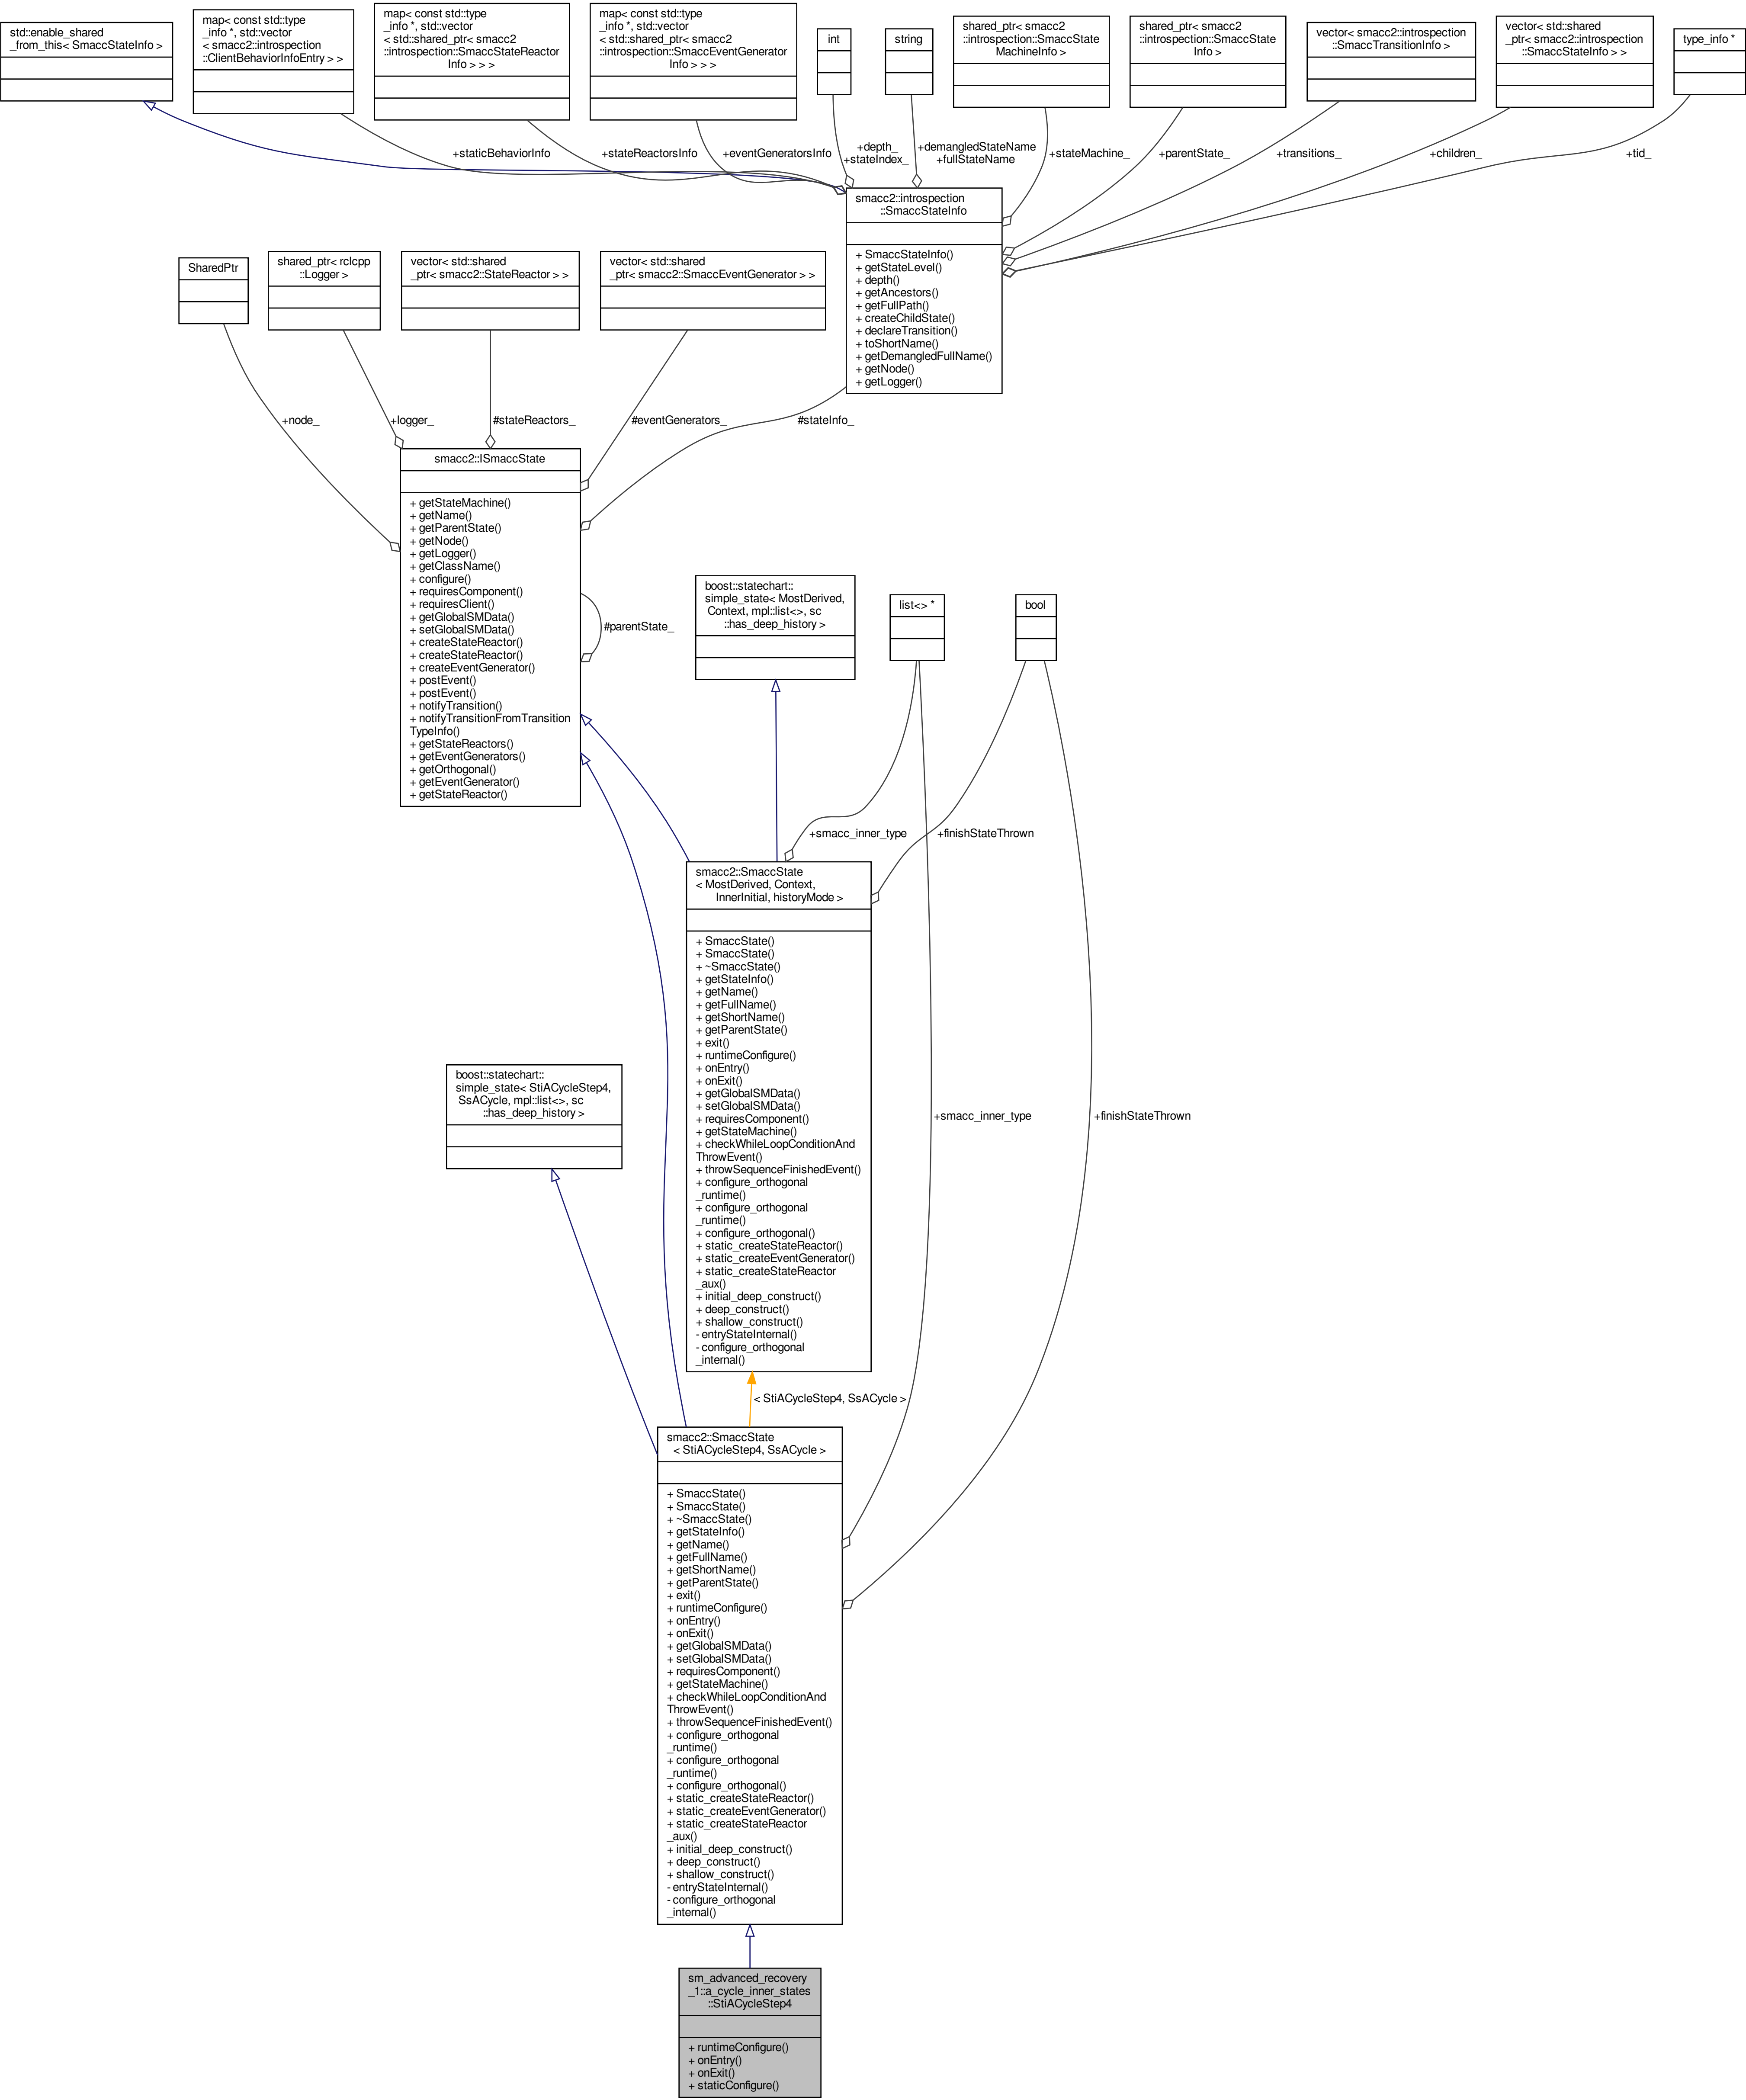 std::enable_shared
_from_this< SmaccStateInfo >
map< const std::type
_info *, std::vector
< smacc2::introspection
::ClientBehaviorInfoEntry > >
map< const std::type
_info *, std::vector
< std::shared_ptr< smacc2
::introspection::SmaccStateReactor
Info > > >
map< const std::type
_info *, std::vector
< std::shared_ptr< smacc2
::introspection::SmaccEventGenerator
Info > > >
int
string
shared_ptr< smacc2
::introspection::SmaccState
MachineInfo >
shared_ptr< smacc2
::introspection::SmaccState
Info >
vector< smacc2::introspection
::SmaccTransitionInfo >
vector< std::shared
_ptr< smacc2::introspection
::SmaccStateInfo > >
type_info *
+staticBehaviorInfo
+stateReactorsInfo
+eventGeneratorsInfo
+depth_
+stateIndex_
+demangledStateName
+fullStateName
+stateMachine_
+parentState_
+transitions_
+children_
+tid_
smacc2::introspection
::SmaccStateInfo
+ SmaccStateInfo()
+ getStateLevel()
+ depth()
+ getAncestors()
+ getFullPath()
+ createChildState()
+ declareTransition()
+ toShortName()
+ getDemangledFullName()
+ getNode()
+ getLogger()
SharedPtr
shared_ptr< rclcpp
::Logger >
vector< std::shared
_ptr< smacc2::StateReactor > >
vector< std::shared
_ptr< smacc2::SmaccEventGenerator > >
+node_
+logger_
#stateReactors_
#eventGenerators_
#stateInfo_
smacc2::ISmaccState
+ getStateMachine()
+ getName()
+ getParentState()
+ getNode()
+ getLogger()
+ getClassName()
+ configure()
+ requiresComponent()
+ requiresClient()
+ getGlobalSMData()
+ setGlobalSMData()
+ createStateReactor()
+ createStateReactor()
+ createEventGenerator()
+ postEvent()
+ postEvent()
+ notifyTransition()
+ notifyTransitionFromTransition
TypeInfo()
+ getStateReactors()
+ getEventGenerators()
+ getOrthogonal()
+ getEventGenerator()
+ getStateReactor()
#parentState_
boost::statechart::
simple_state< MostDerived,
Context, mpl::list<>, sc
::has_deep_history >
list<> *
bool
+smacc_inner_type
+finishStateThrown
smacc2::SmaccState
< MostDerived, Context,
InnerInitial, historyMode >
+ SmaccState()
+ SmaccState()
+ ~SmaccState()
+ getStateInfo()
+ getName()
+ getFullName()
+ getShortName()
+ getParentState()
+ exit()
+ runtimeConfigure()
+ onEntry()
+ onExit()
+ getGlobalSMData()
+ setGlobalSMData()
+ requiresComponent()
+ getStateMachine()
+ checkWhileLoopConditionAnd
ThrowEvent()
+ throwSequenceFinishedEvent()
+ configure_orthogonal
_runtime()
+ configure_orthogonal
_runtime()
+ configure_orthogonal()
+ static_createStateReactor()
+ static_createEventGenerator()
+ static_createStateReactor
_aux()
+ initial_deep_construct()
+ deep_construct()
+ shallow_construct()
- entryStateInternal()
- configure_orthogonal
_internal()
boost::statechart::
simple_state< StiACycleStep4,
SsACycle, mpl::list<>, sc
::has_deep_history >
+smacc_inner_type
+finishStateThrown
< StiACycleStep4, SsACycle >
smacc2::SmaccState
< StiACycleStep4, SsACycle >
+ SmaccState()
+ SmaccState()
+ ~SmaccState()
+ getStateInfo()
+ getName()
+ getFullName()
+ getShortName()
+ getParentState()
+ exit()
+ runtimeConfigure()
+ onEntry()
+ onExit()
+ getGlobalSMData()
+ setGlobalSMData()
+ requiresComponent()
+ getStateMachine()
+ checkWhileLoopConditionAnd
ThrowEvent()
+ throwSequenceFinishedEvent()
+ configure_orthogonal
_runtime()
+ configure_orthogonal
_runtime()
+ configure_orthogonal()
+ static_createStateReactor()
+ static_createEventGenerator()
+ static_createStateReactor
_aux()
+ initial_deep_construct()
+ deep_construct()
+ shallow_construct()
- entryStateInternal()
- configure_orthogonal
_internal()
sm_advanced_recovery
_1::a_cycle_inner_states
::StiACycleStep4
+ runtimeConfigure()
+ onEntry()
+ onExit()
+ staticConfigure()